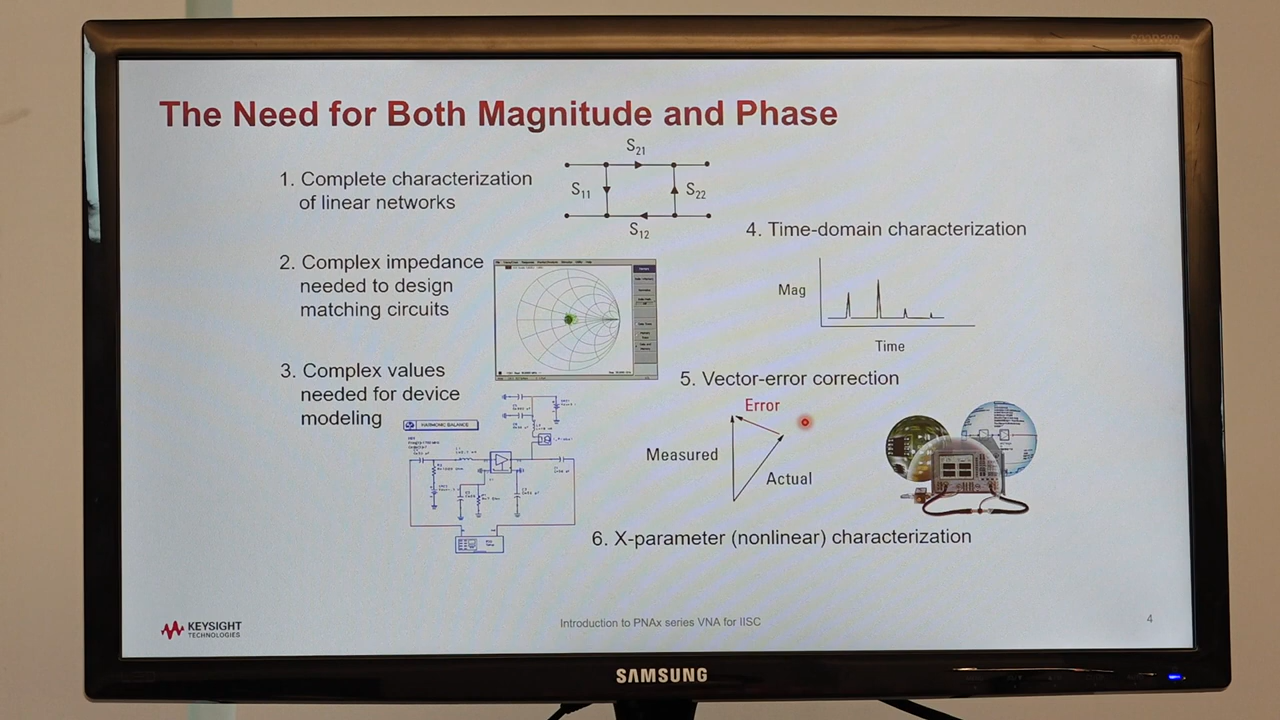 The Need for Both Magnitude and Phase
1. Complete characterization
of linear networks
S21
S11
S22
S12
2. Complex impedance
needed to design
matching circuits
3. Complex values
needed for device
modeling
HARMONIC BALANCE
4. Time-domain characterization
Mag
Time
5. Vector-error correction
Error
Measured
Actual
6. X-parameter (nonlinear) characterization
KEYSIGHT
TECHNOLOGIES
Introduction to PNAx series VNA for IISC
4
SAMSUNG